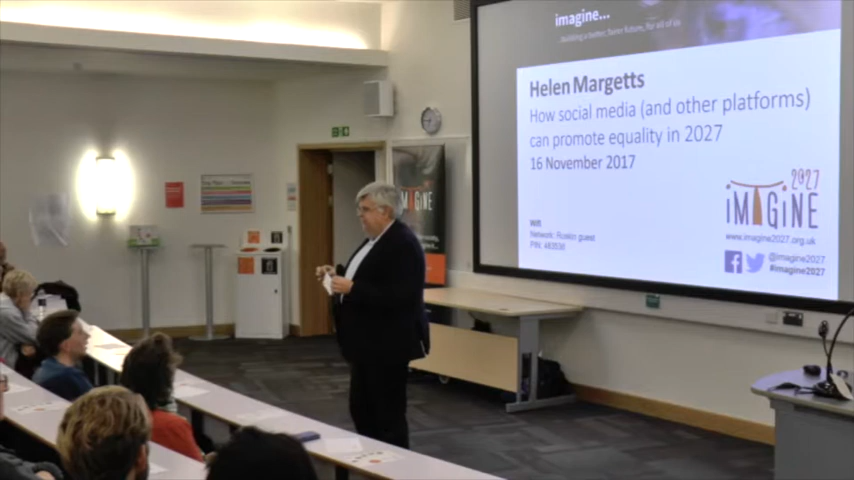 imagine...
building a better, fairer future, for all of us
Helen Margetts
How social media (and other platforms)
can promote equality in 2027
16 November 2017
Wifi
Network: Ruskin guest
2027
iMAGiNE
www.imagine2027.org.uk
@imagine2027
#imagine2027
iMAGiNE